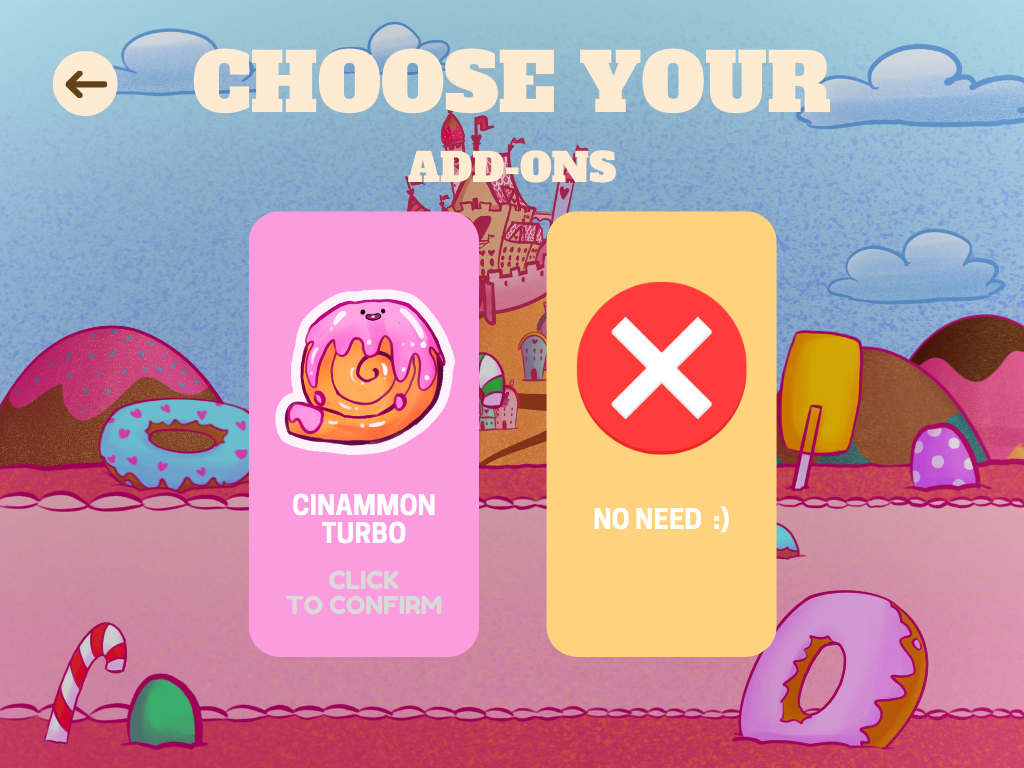 CHOOSE YOUR
ADD-ONS
CINAMMON
TURBO
CLICK
TO CONFIRM
NO NEED :)